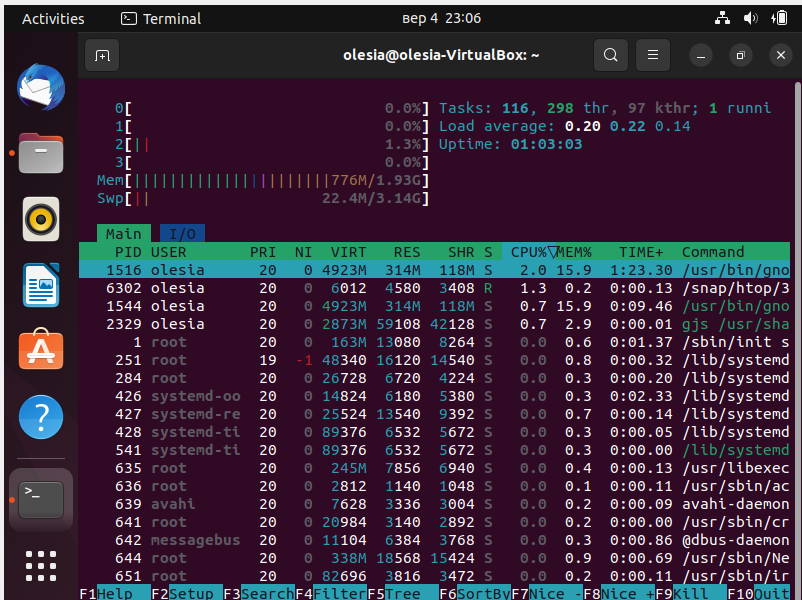 Activities Terminal вер 4 23:06
olesia@olesia-VirtualBox: ~
0[ 0.0%] Tasks: 116, 298 thr, 97 kthr; 1 runni
1[ 0.0%] Load average: 0.20 0.22 0.14
2[|| 1.3%] Uptime: 01:03:03
3[ 0.0%]
Mem[||||||||||||||||||||||776M/1.93G]
Swp[|| 22.4M/3.14G]
Main I/O
PID USER PRI NI VIRT RES SHR S CPU%▽MEM% TIME+ Command
1516 olesia 20 0 4923M 314M 118M S 2.0 15.9 1:23.30 /usr/bin/gno
6302 olesia 20 0 6012 4580 3408 R 1.3 0.2 0:00.13 /snap/htop/3
1544 olesia 20 0 4923M 314M 118M S 0.7 15.9 0:09.46 /usr/bin/gno
2329 olesia 20 0 2873M 59108 42128 S 0.7 2.9 0:00.01 gjs /usr/sha
1 root 20 0 163M 13080 8264 S 0.0 0.6 0:01.37 /sbin/init s
251 root 19 -1 48340 16120 14540 S 0.0 0.8 0:00.32 /lib/systemd
284 root 20 0 26728 6720 4224 S 0.0 0.3 0:00.20 /lib/systemd
426 systemd-oo 20 0 14824 6180 5380 S 0.0 0.3 0:02.33 /lib/systemd
427 systemd-re 20 0 25524 13540 9392 S 0.0 0.7 0:00.14 /lib/systemd
428 systemd-ti 20 0 89376 6532 5672 S 0.0 0.3 0:00.05 /lib/systemd
541 systemd-ti 20 0 89376 6532 5672 S 0.0 0.3 0:00.00 /lib/systemd
635 root 20 0 245M 7856 6940 S 0.0 0.4 0:00.13 /usr/libexec
636 root 20 0 2812 1140 1048 S 0.0 0.1 0:00.11 /usr/sbin/ac
639 avahi 20 0 7628 3336 3004 S 0.0 0.2 0:00.09 avahi-daemon
641 root 20 0 20984 3140 2892 S 0.0 0.2 0:00.00 /usr/sbin/cr
642 messagebus 20 0 11104 6384 3768 S 0.0 0.3 0:00.86 @dbus-daemon
644 root 20 0 338M 18568 15424 S 0.0 0.9 0:00.69 /usr/sbin/Ne
651 root 20 0 82696 3816 3472 S 0.0 0.2 0:00.11 /usr/sbin/ir
F1Help F2Setup F3SearchF4FilterF5Tree F6SortByF7Nice -F8Nice +F9Kill F10Quit